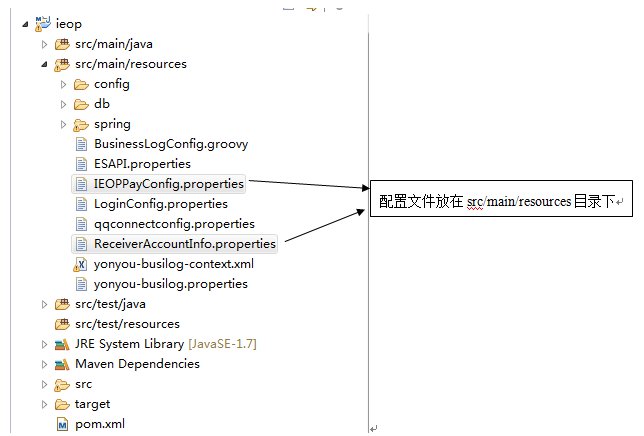 ieop
src/main/java
src/main/resources
config
db
spring
BusinessLogConfig.groovy
ESAPI.properties
IEOPPayConfig.properties
LoginConfig.properties
qqconnectconfig.properties
ReceiverAccountInfo.properties
yonyou-busilog-context.xml
yonyou-busilog.properties
src/test/java
src/test/resources
JRE System Library [JavaSE-1.7]
Maven Dependencies
src
target
pom.xml
配置文件放在 src/main/resources 目录下